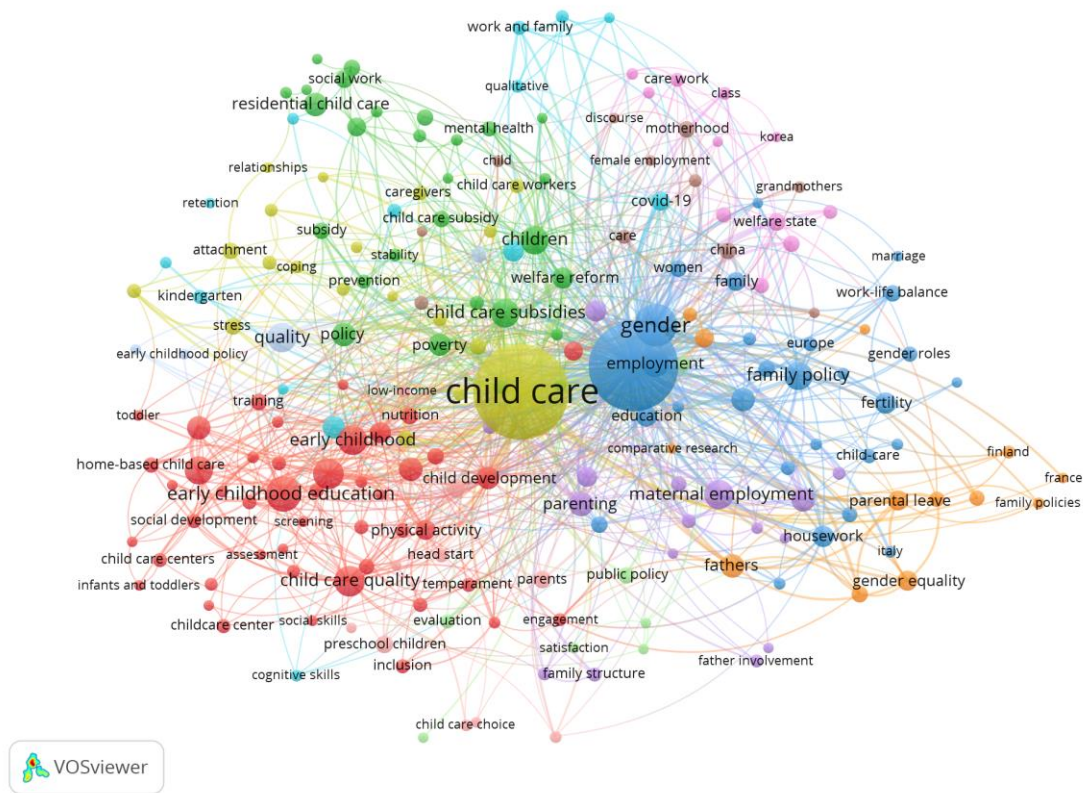 work and family
social work
care work
qualitative
class
residential child care
discourse
mental health
motherhood
korea
child
female employment
relationships
child care workers
grandmothers
caregivers
retention
covid-19
child care subsidy
welfare state
subsidy
children
care
attachment
stability
china
marriage
coping
welfare reform
women
prevention
family
kindergarten
work-life balance
child care subsidies
stress
gender
policy
quality
europe
poverty
early childhood policy
employment
gender roles
family policy
low-income
child care
training
fertility
toddler
nutrition
education
early childhood
comparative research
finland
child-care
home-based child care
child development
france
early childhood education
maternal employment
parental leave
family policies
parenting
social development
screening
physical activity
housework
child care centers
assessment
head start
italy
fathers
public policy
child care quality
gender equality
infants and toddlers
temperament
parents
social skills
evaluation
engagement
childcare center
preschool children
satisfaction
father involvement
inclusion
cognitive skills
family structure
child care choice
VOSviewer